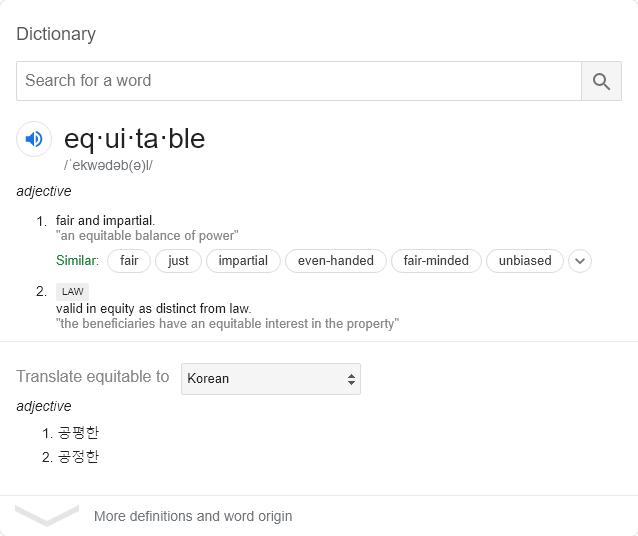 Dictionary
Search for a word
eq·ui·ta·ble
/ˈekwədəb(ə)l/
adjective
1. fair and impartial.
"an equitable balance of power"
Similar: fair just impartial even-handed fair-minded unbiased
2. LAW
valid in equity as distinct from law.
"the beneficiaries have an equitable interest in the property"
Translate equitable to Korean
adjective
1. 공평한
2. 공정한
More definitions and word origin